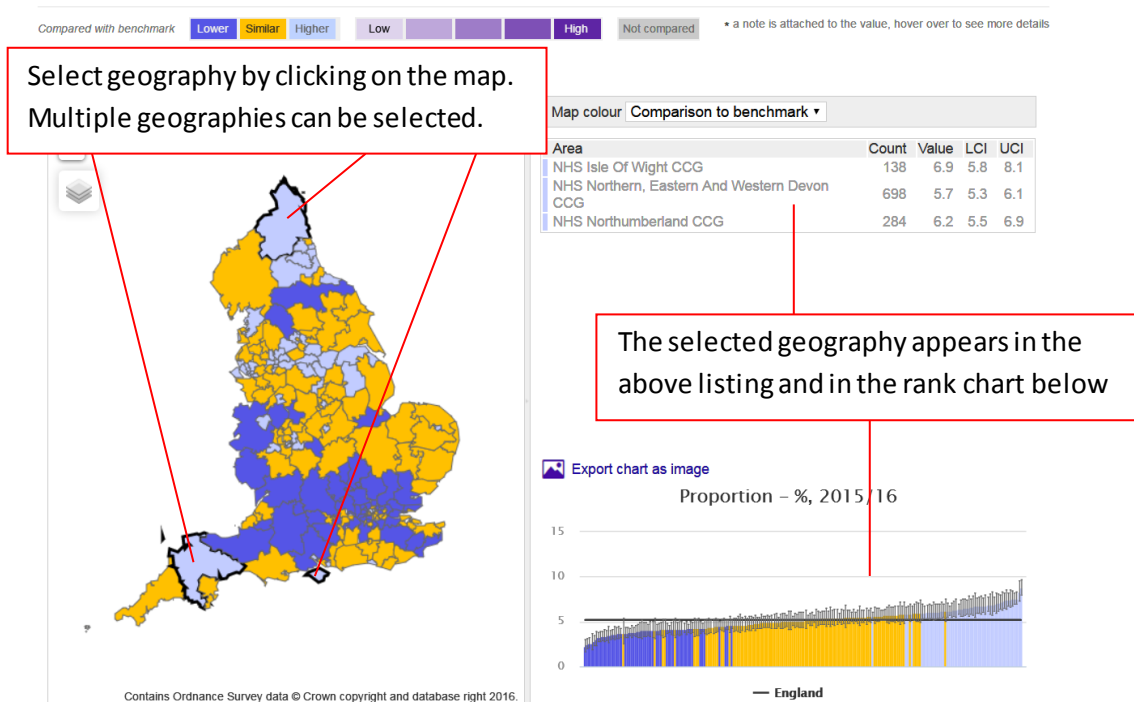 Compared with benchmark Lower Similar Higher Low High Not compared * a note is attached to the value, hover over to see more details
Select geography by clicking on the map.
Multiple geographies can be selected.
Map colour Comparison to benchmark
Area Count Value LCI UCI
NHS Isle Of Wight CCG 138 6.9 5.8 8.1
NHS Northern, Eastern And Western Devon
CCG 698 5.7 5.3 6.1
NHS Northumberland CCG 284 6.2 5.5 6.9
The selected geography appears in the
above listing and in the rank chart below
Export chart as image
Proportion – %, 2015/16
15
10
5
0
England
Contains Ordnance Survey data © Crown copyright and database right 2016.